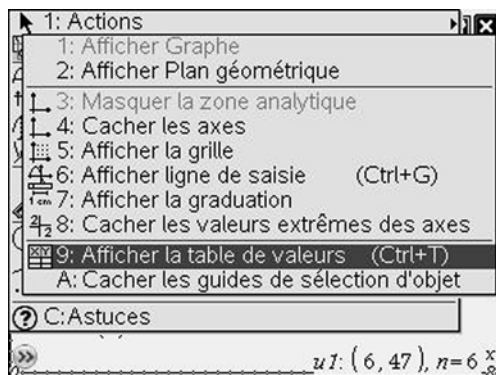 1: Actions
1: Afficher Graphe
2: Afficher Plan géométrique
3: Masquer la zone analytique
4: Cacher les axes
5: Afficher la grille
6: Afficher ligne de saisie (Ctrl+G)
7: Afficher la graduation
8: Cacher les valeurs extrêmes des axes
9: Afficher la table de valeurs (Ctrl+T)
A: Cacher les guides de sélection d'objet
C:Astuces
u1: (6, 47), n=6